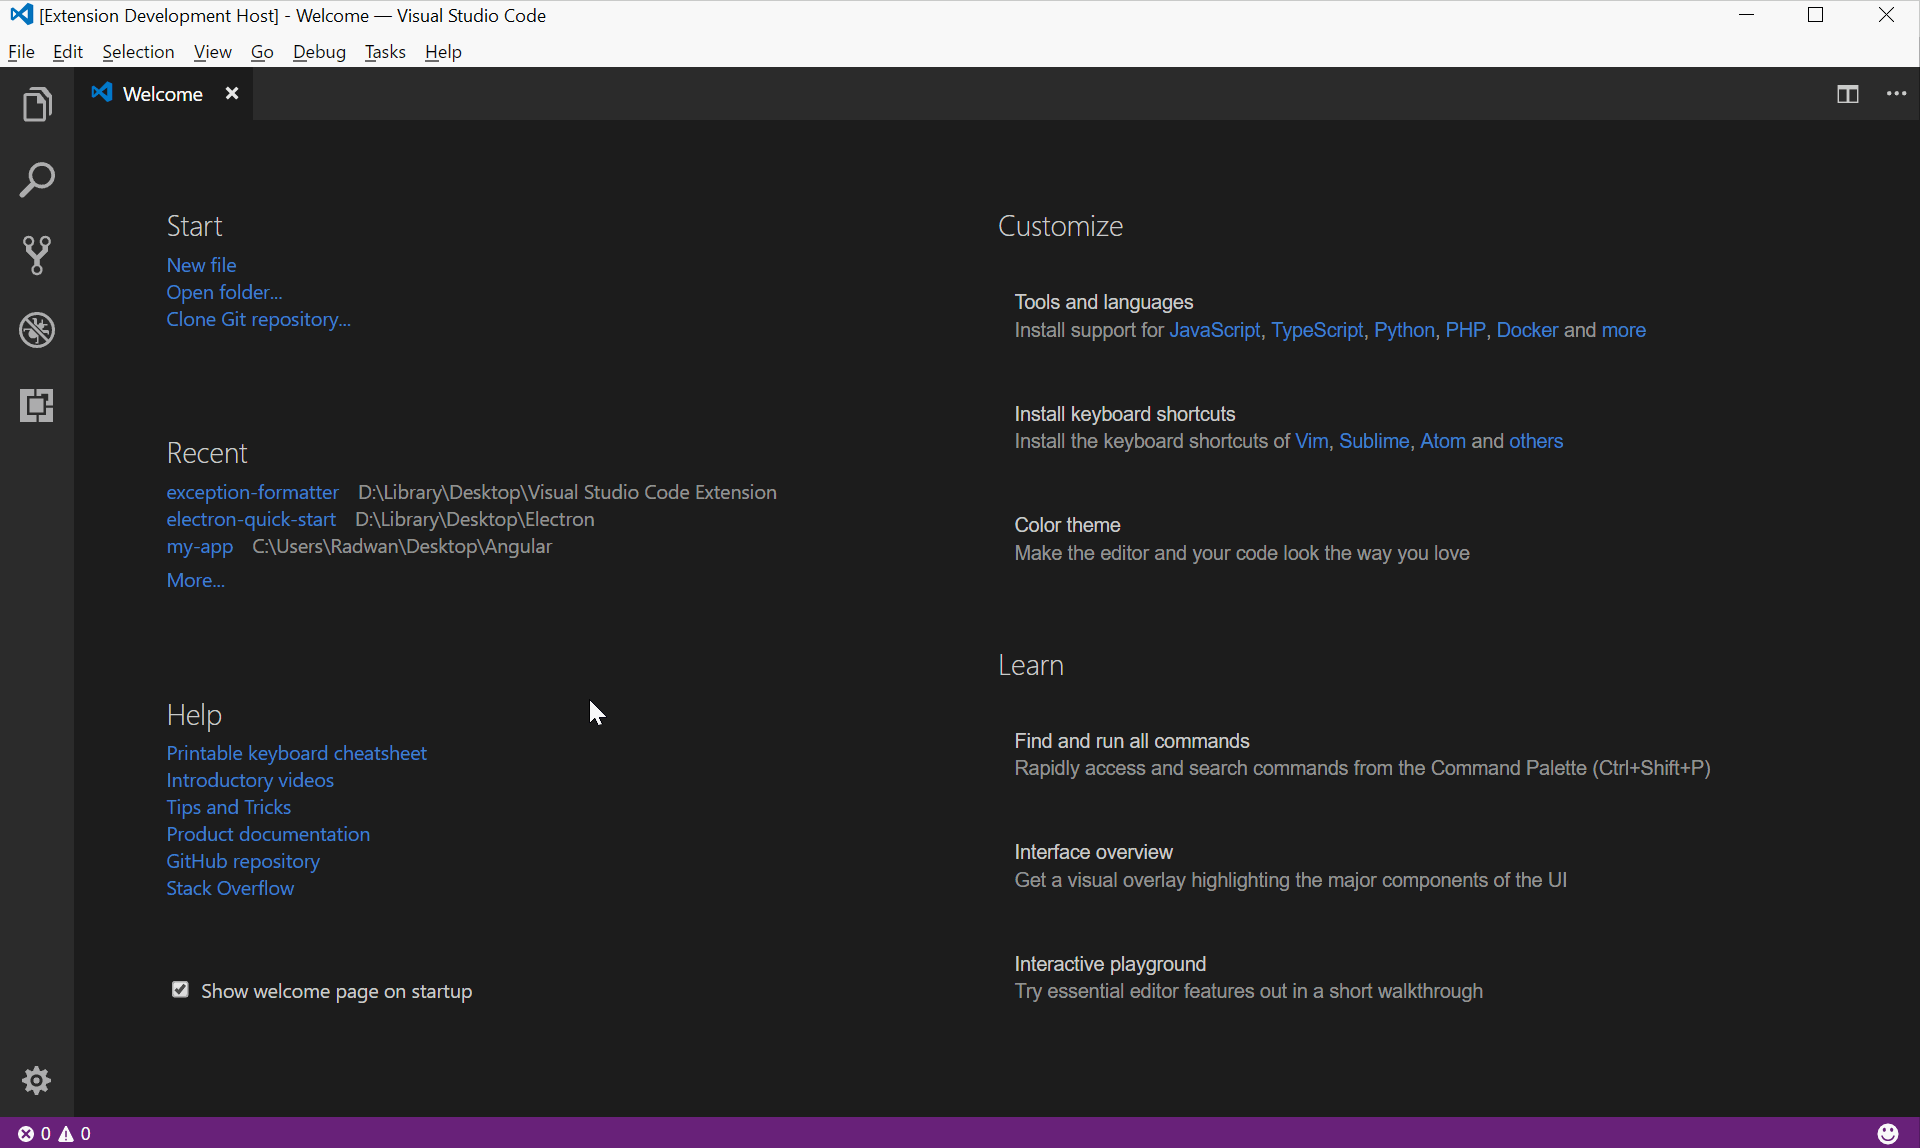 [Extension Development Host] - Welcome — Visual Studio Code
File Edit Selection View Go Debug Tasks Help
Welcome
Start
New file
Open folder...
Clone Git repository...
Recent
exception-formatter D:\Library\Desktop\Visual Studio Code Extension
electron-quick-start D:\Library\Desktop\Electron
my-app C:\Users\Radwan\Desktop\Angular
More...
Help
Printable keyboard cheatsheet
Introductory videos
Tips and Tricks
Product documentation
GitHub repository
Stack Overflow
Show welcome page on startup
Customize
Tools and languages
Install support for JavaScript, TypeScript, Python, PHP, Docker and more
Install keyboard shortcuts
Install the keyboard shortcuts of Vim, Sublime, Atom and others
Color theme
Make the editor and your code look the way you love
Learn
Find and run all commands
Rapidly access and search commands from the Command Palette (Ctrl+Shift+P)
Interface overview
Get a visual overlay highlighting the major components of the UI
Interactive playground
Try essential editor features out in a short walkthrough
0 0